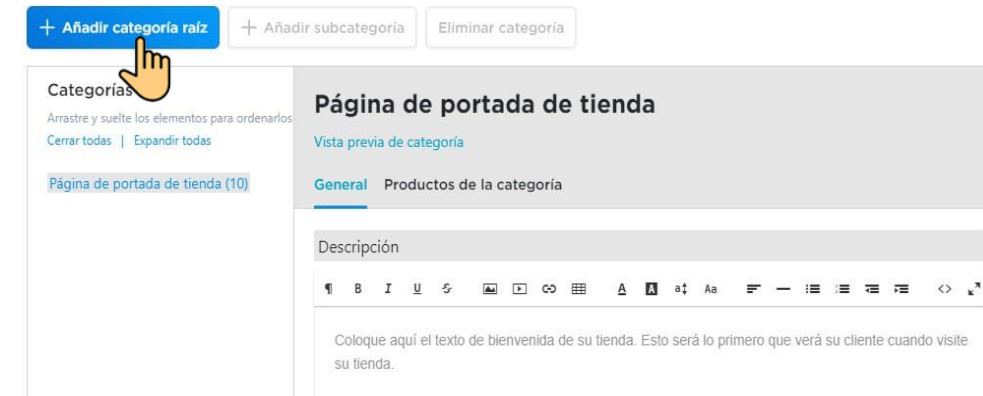 + Añadir categoría raíz + Añadir subcategoría Eliminar categoría
Categorías
Arrastre y suelte los elementos para ordenarlos
Cerrar todas | Expandir todas
Página de portada de tienda (10)
Página de portada de tienda
Vista previa de categoría
General Productos de la categoría
Descripción
¶ B I U S A A a‡ Aa <>
Coloque aquí el texto de bienvenida de su tienda. Esto será lo primero que verá su cliente cuando visite
su tienda.